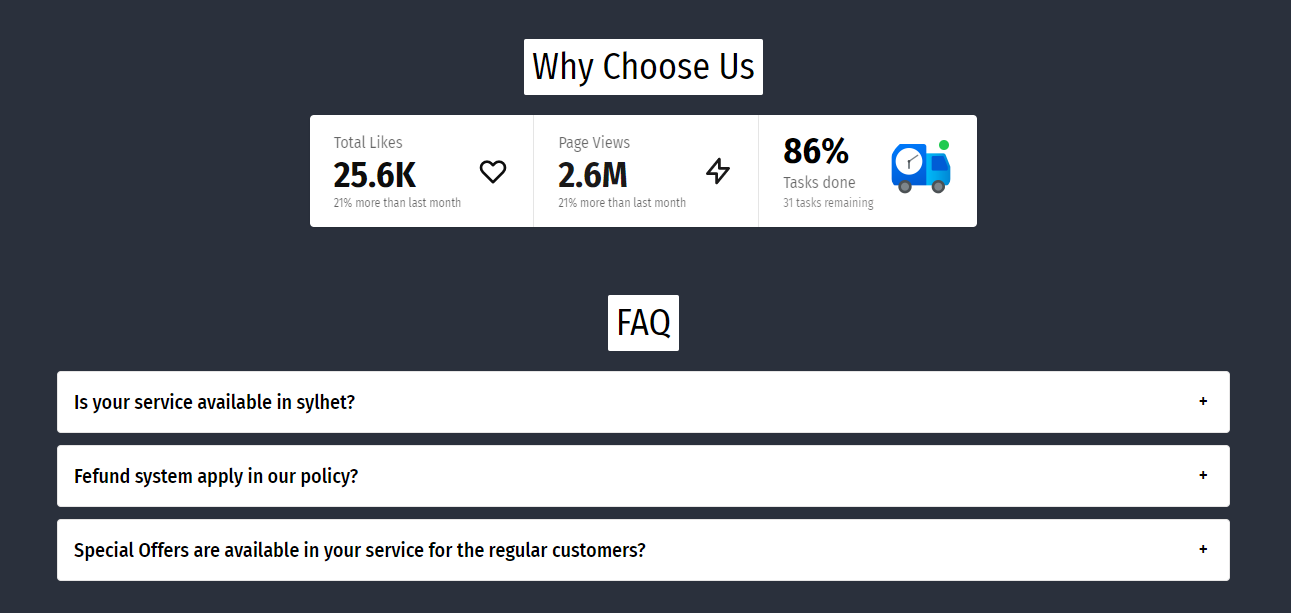 Why Choose Us
Total Likes
25.6K
21% more than last month
Page Views
2.6M
21% more than last month
86%
Tasks done
31 tasks remaining
FAQ
Is your service available in sylhet?
+
Fefund system apply in our policy?
+
Special Offers are available in your service for the regular customers?
+